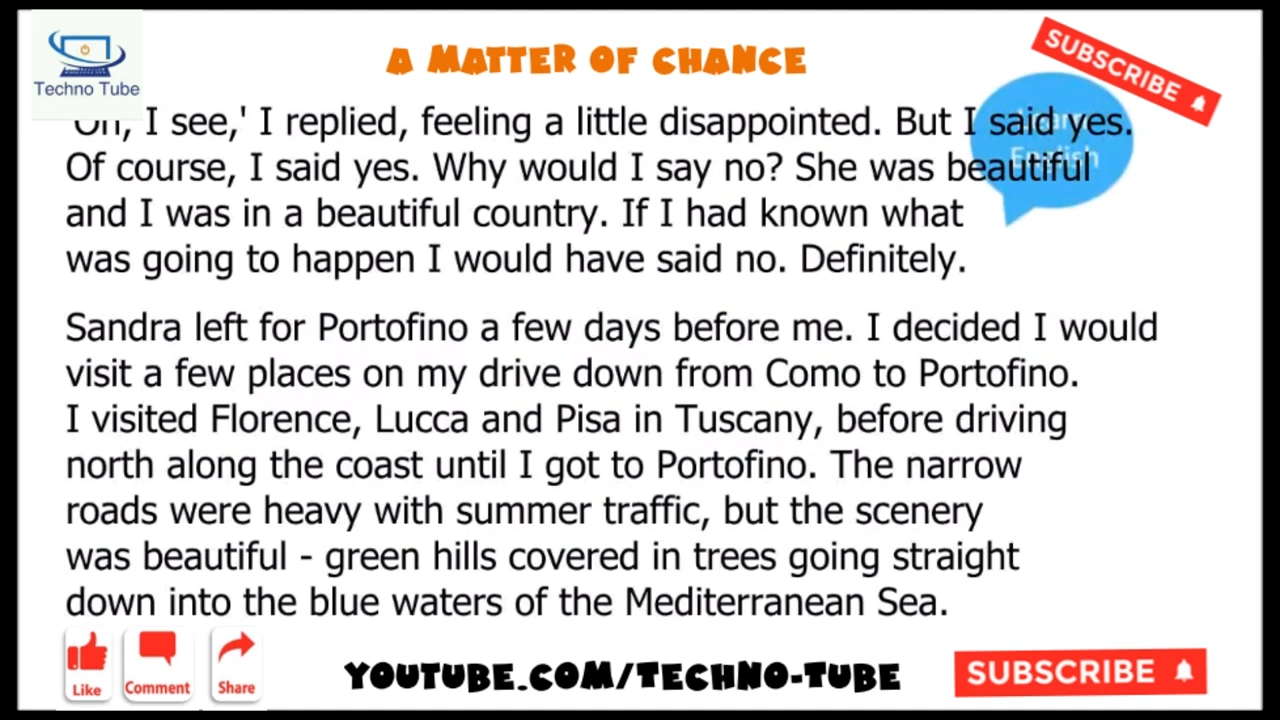 Techno Tube
A MATTER OF CHANCE
SUBSCRIBE
Learn
English
'Oh, I see,' I replied, feeling a little disappointed. But I said yes.
Of course, I said yes. Why would I say no? She was beautiful
and I was in a beautiful country. If I had known what
was going to happen I would have said no. Definitely.
Sandra left for Portofino a few days before me. I decided I would
visit a few places on my drive down from Como to Portofino.
I visited Florence, Lucca and Pisa in Tuscany, before driving
north along the coast until I got to Portofino. The narrow
roads were heavy with summer traffic, but the scenery
was beautiful - green hills covered in trees going straight
down into the blue waters of the Mediterranean Sea.
Like
Comment
Share
YOUTUBE.COM/TECHNO-TUBE
SUBSCRIBE